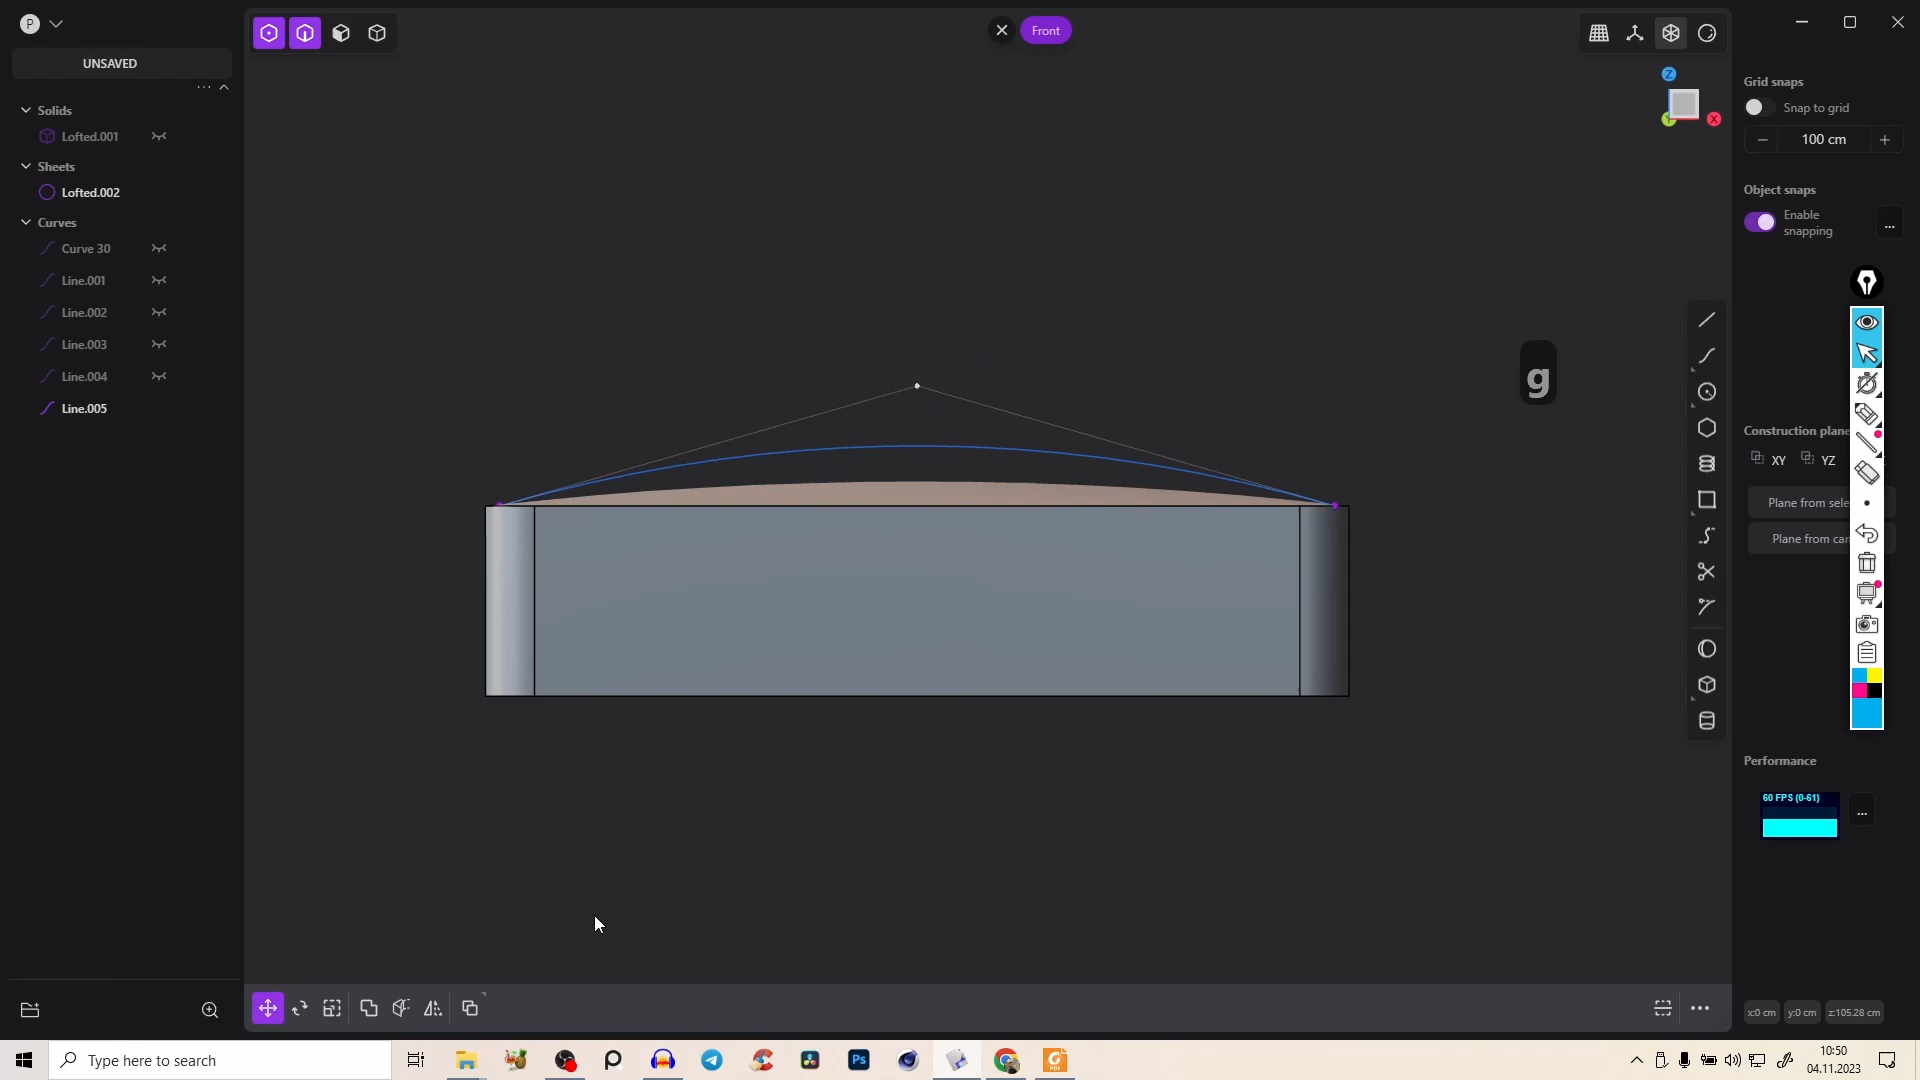 P
UNSAVED
Solids
Lofted.001
Sheets
Lofted.002
Curves
Curve 30
Line.001
Line.002
Line.003
Line.004
Line.005
Front
Z
Y
X
g
Grid snaps
Snap to grid
100 cm
Object snaps
Enable
snapping
...
Construction plane
XY YZ
Plane from sele
Plane from car
Performance
60 FPS (0-61)
...
x:0 cm y:0 cm z:105.28 cm
Type here to search
Ps
PDF
10:50
04.11.2023